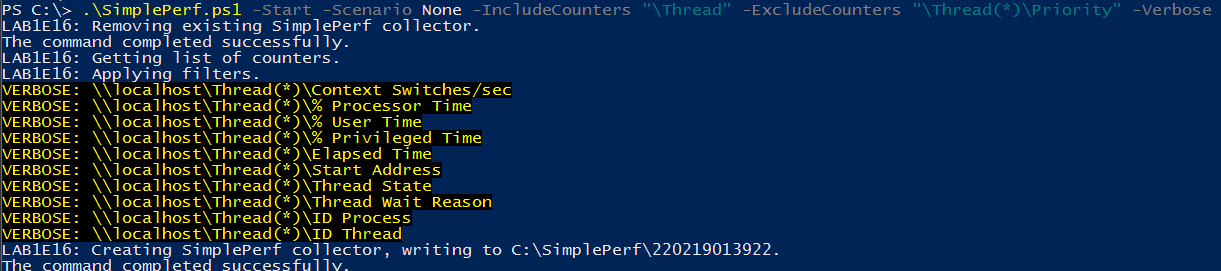 PS C:\> .\SimplePerf.ps1 -Start -Scenario None -IncludeCounters "\Thread" -ExcludeCounters "\Thread(*)\Priority" -Verbose
LAB1E16: Removing existing SimplePerf collector.
The command completed successfully.
LAB1E16: Getting list of counters.
LAB1E16: Applying filters.
VERBOSE: \\localhost\Thread(*)\Context Switches/sec
VERBOSE: \\localhost\Thread(*)\% Processor Time
VERBOSE: \\localhost\Thread(*)\% User Time
VERBOSE: \\localhost\Thread(*)\% Privileged Time
VERBOSE: \\localhost\Thread(*)\Elapsed Time
VERBOSE: \\localhost\Thread(*)\Start Address
VERBOSE: \\localhost\Thread(*)\Thread State
VERBOSE: \\localhost\Thread(*)\Thread Wait Reason
VERBOSE: \\localhost\Thread(*)\ID Process
VERBOSE: \\localhost\Thread(*)\ID Thread
LAB1E16: Creating SimplePerf collector, writing to C:\SimplePerf\220219013922.
The command completed successfully.